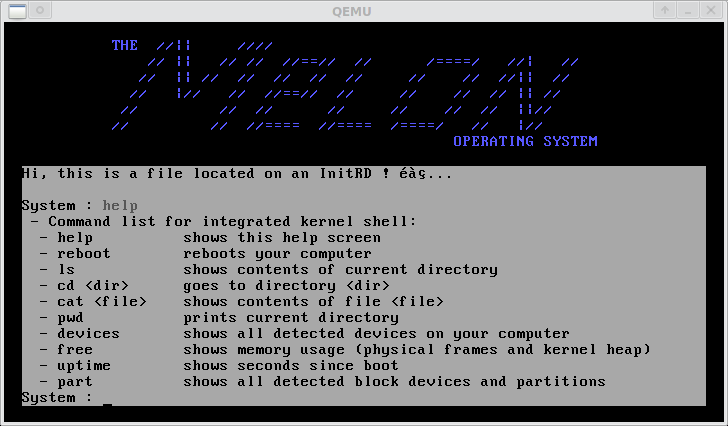 QEMU
THE
MELON
OPERATING SYSTEM
Hi, this is a file located on an InitRD ! éàç...
System : help
- Command list for integrated kernel shell:
- help shows this help screen
- reboot reboots your computer
- ls shows contents of current directory
- cd <dir> goes to directory <dir>
- cat <file> shows contents of file <file>
- pwd prints current directory
- devices shows all detected devices on your computer
- free shows memory usage (physical frames and kernel heap)
- uptime shows seconds since boot
- part shows all detected block devices and partitions
System : _